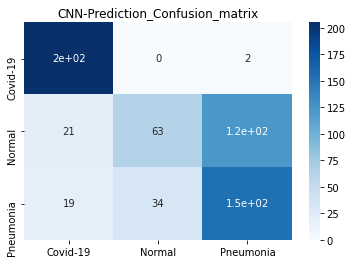 CNN-Prediction_Confusion_matrix
Covid-19 2e+02 0 2
Normal 21 63 1.2e+02
Pneumonia 19 34 1.5e+02
Covid-19 Normal Pneumonia
200
175
150
125
100
75
50
25
0